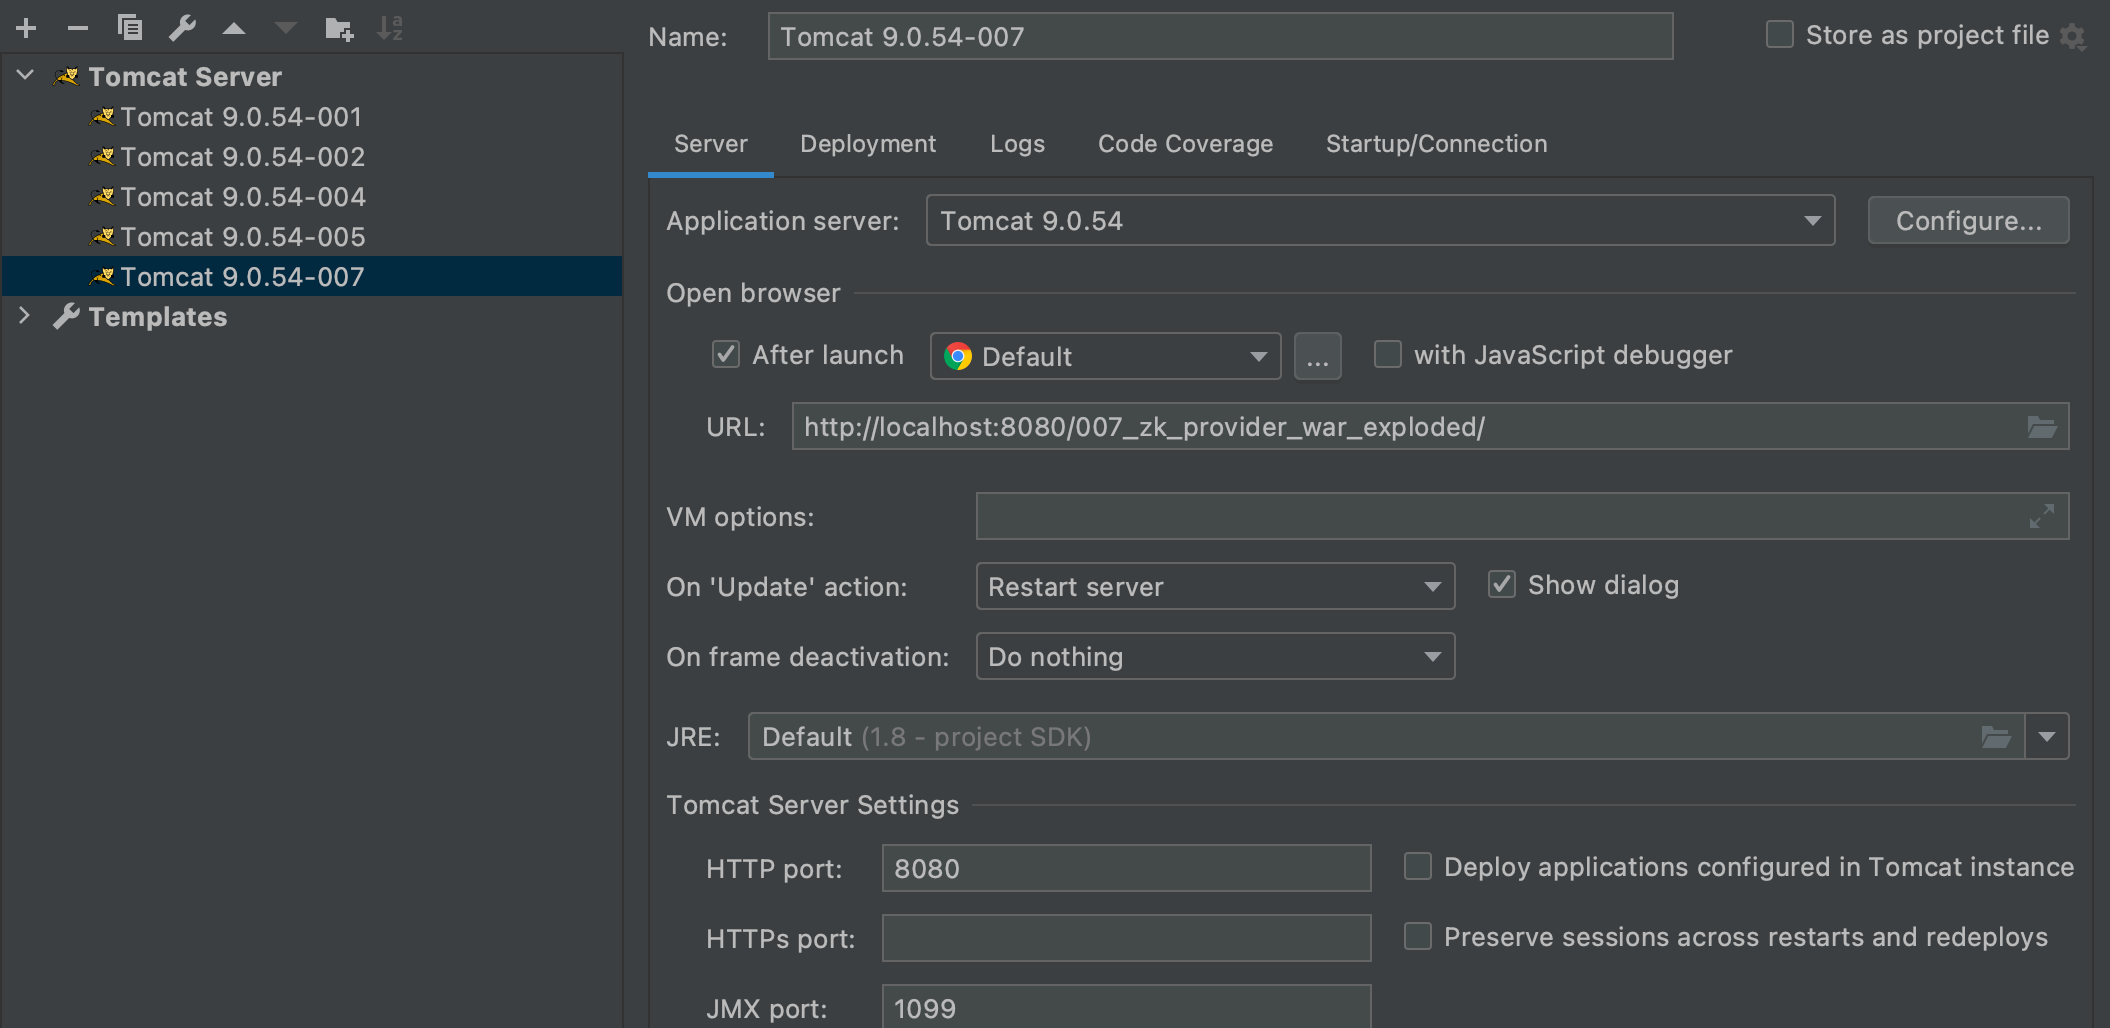 Tomcat Server
Tomcat 9.0.54-001
Tomcat 9.0.54-002
Tomcat 9.0.54-004
Tomcat 9.0.54-005
Tomcat 9.0.54-007
Templates
Name: Tomcat 9.0.54-007 Store as project file
Server Deployment Logs Code Coverage Startup/Connection
Application server: Tomcat 9.0.54 Configure...
Open browser
After launch Default ... with JavaScript debugger
URL: http://localhost:8080/007_zk_provider_war_exploded/
VM options:
On 'Update' action: Restart server Show dialog
On frame deactivation: Do nothing
JRE: Default (1.8 - project SDK)
Tomcat Server Settings
HTTP port: 8080 Deploy applications configured in Tomcat instance
HTTPs port: Preserve sessions across restarts and redeploys
JMX port: 1099